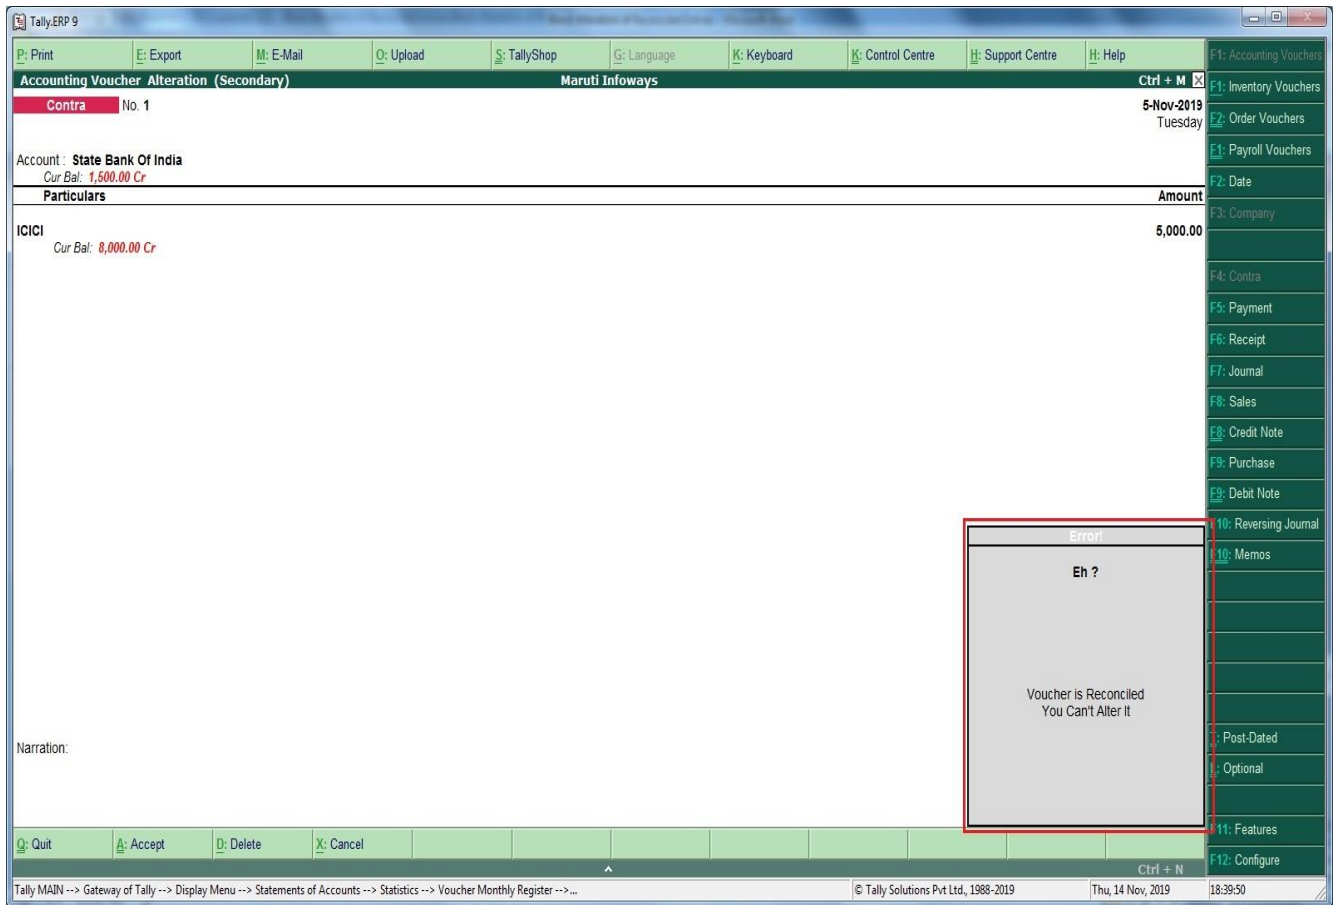 Tally.ERP 9
P: Print E: Export M: E-Mail O: Upload S: TallyShop G: Language K: Keyboard K: Control Centre H: Support Centre H: Help
Accounting Voucher Alteration (Secondary) Maruti Infoways Ctrl + M X
Contra No. 1 5-Nov-2019
Tuesday
Account : State Bank Of India
Cur Bal: 1,500.00 Cr
Particulars Amount
ICICI 5,000.00
Cur Bal: 8,000.00 Cr
Error!
Eh ?
Voucher is Reconciled
You Can't Alter It
Narration:
F1: Accounting Vouchers
F1: Inventory Vouchers
F2: Order Vouchers
F1: Payroll Vouchers
F2: Date
F3: Company
F4: Contra
F5: Payment
F6: Receipt
F7: Journal
F8: Sales
F8: Credit Note
F9: Purchase
F9: Debit Note
F10: Reversing Journal
F10: Memos
: Post-Dated
: Optional
F11: Features
F12: Configure
Q: Quit A: Accept D: Delete X: Cancel
Ctrl + N
Tally MAIN --> Gateway of Tally --> Display Menu --> Statements of Accounts --> Statistics --> Voucher Monthly Register -->... © Tally Solutions Pvt Ltd., 1988-2019 Thu, 14 Nov, 2019 18:39:50